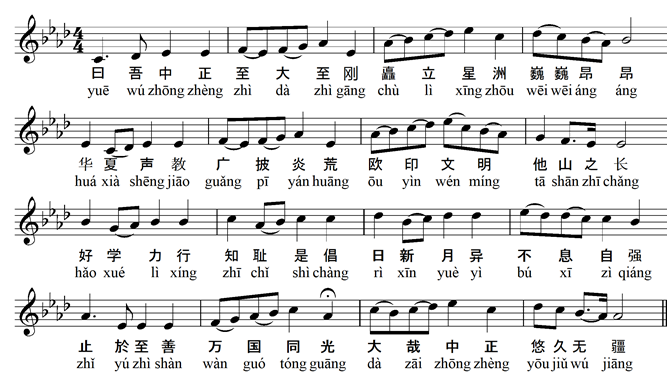 曰吾中正至大至刚矗立星洲巍巍昂昂
yuē wú zhōng zhèng zhì dà zhì gāng chù lì xīng zhōu wēi wēi áng áng
华夏声教广披炎荒欧印文明他山之长
huá xià shēng jiāo guǎng pī yán huāng ōu yìn wén míng tā shān zhī chǎng
好学力行知耻是倡日新月异不息自强
hǎo xué lì xíng zhī chǐ shì chàng rì xīn yuè yì bú xī zì qiáng
止於至善万国同光大哉中正悠久无疆
zhǐ yú zhì shàn wàn guó tóng guāng dà zāi zhōng zhèng yōu jiǔ wú jiāng